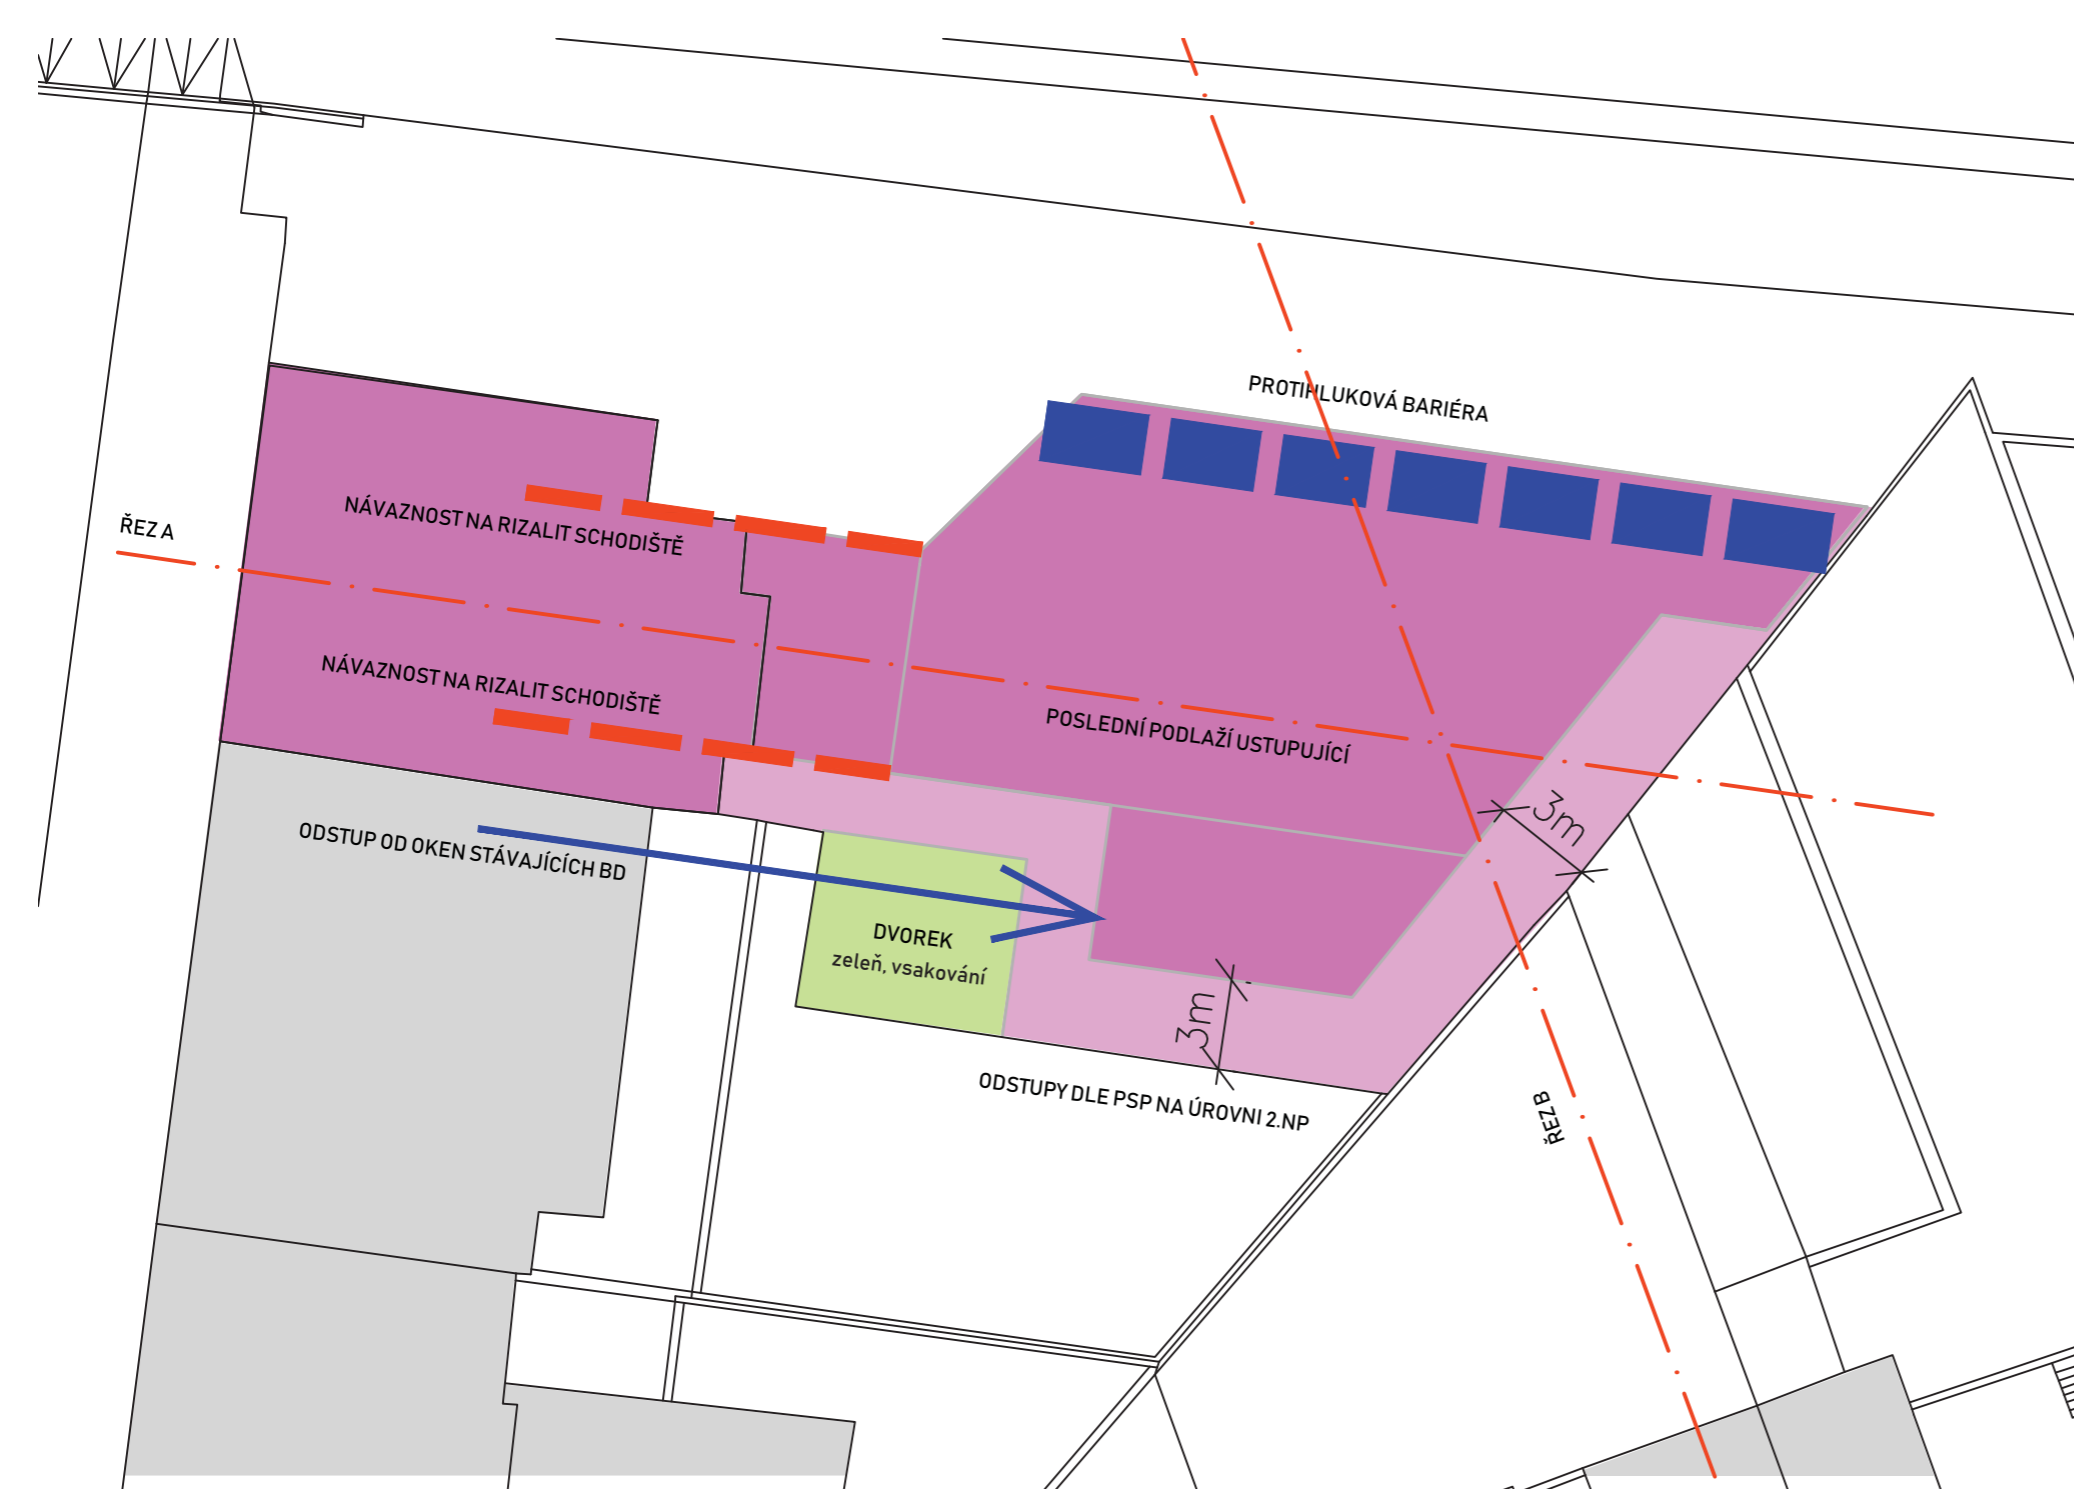 PROTIHLUKOVÁ BARIÉRA
NÁVAZNOST NA RIZALIT SCHODIŠTĚ
ŘEZ A
NÁVAZNOST NA RIZALIT SCHODIŠTĚ
POSLEDNÍ PODLAŽÍ USTUPUJÍCÍ
3m
ODSTUP OD OKEN STÁVAJÍCÍCH BD
DVOREK
zeleň, vsakování
3m
ODSTUPY DLE PSP NA ÚROVNI 2.NP
ŘEZ B